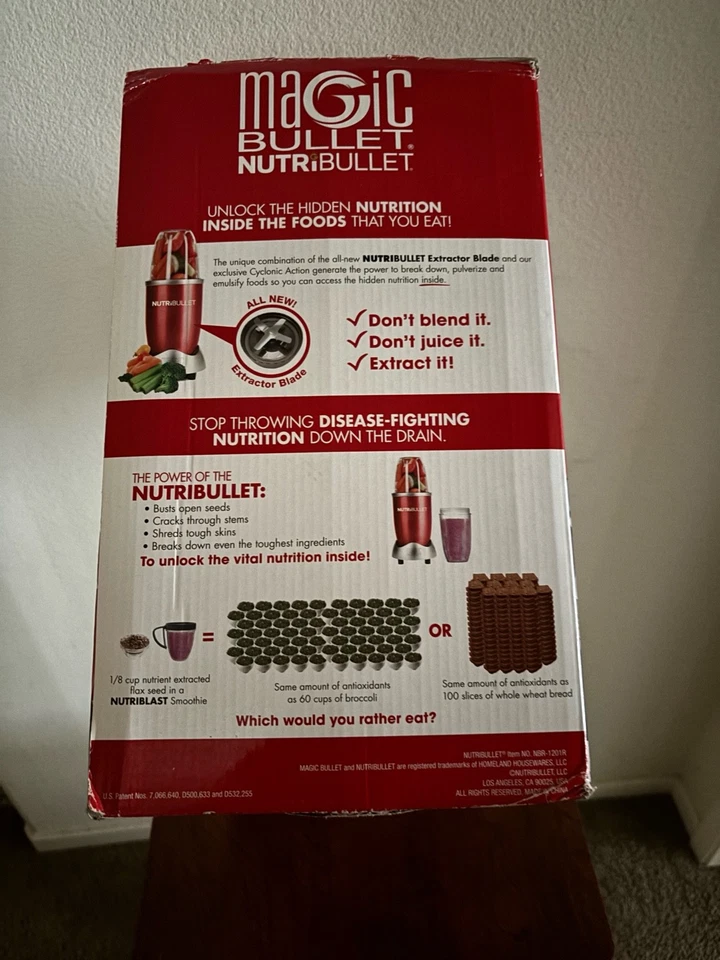 magic
BULLET®
NUTRiBULLET®
UNLOCK THE HIDDEN NUTRITION
INSIDE THE FOODS THAT YOU EAT!
The unique combination of the all-new NUTRIBULLET Extractor Blade and our
exclusive Cyclonic Action generate the power to break down, pulverize and
emulsify foods so you can access the hidden nutrition inside.
NUTRiBULLET
ALL NEW!
Extractor Blade
Don't blend it.
Don't juice it.
Extract it!
STOP THROWING DISEASE-FIGHTING
NUTRITION DOWN THE DRAIN.
THE POWER OF THE
NUTRIBULLET:
• Busts open seeds
• Cracks through stems
• Shreds tough skins
• Breaks down even the toughest ingredients
To unlock the vital nutrition inside!
NUTRiBULLET
=
OR
1/8 cup nutrient extracted
flax seed in a
NUTRIBLAST Smoothie
Same amount of antioxidants
as 60 cups of broccoli
Same amount of antioxidants as
100 slices of whole wheat bread
Which would you rather eat?
NUTRIBULLET® Item NO. NBR-1201R
MAGIC BULLET and NUTRIBULLET are registered trademarks of HOMELAND HOUSEWARES, LLC
©NUTRIBULLET, LLC
LOS ANGELES, CA 90025, USA
ALL RIGHTS RESERVED, MADE IN CHINA
U.S. Patent Nos. 7,066,640, D500,633 and D532,255